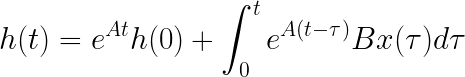 h(t) = e^{At}h(0) + \int_0^t e^{A(t-\tau)}Bx(\tau)d\tau